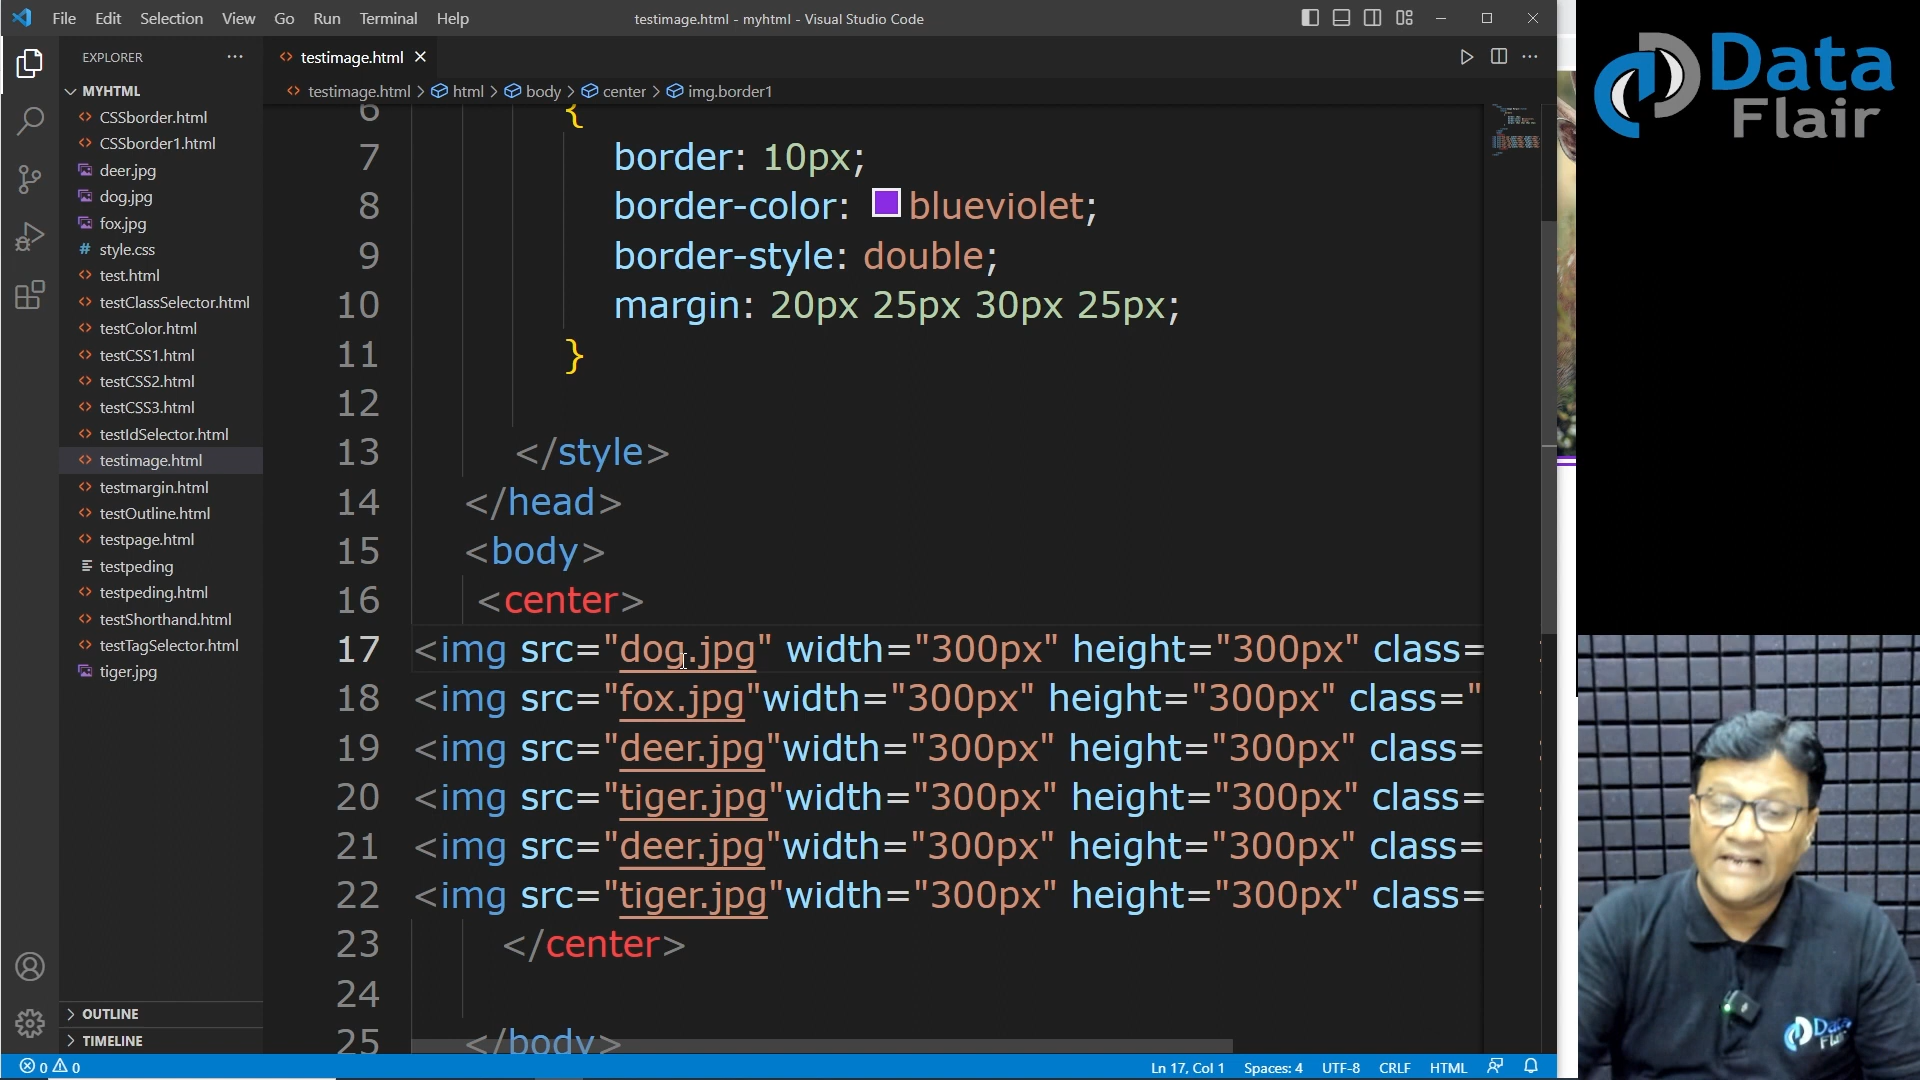 File Edit Selection View Go Run Terminal Help
testimage.html - myhtml - Visual Studio Code
EXPLORER
MYHTML
CSSborder.html
CSSborder1.html
deer.jpg
dog.jpg
fox.jpg
# style.css
test.html
testClassSelector.html
testColor.html
testCSS1.html
testCSS2.html
testCSS3.html
testIdSelector.html
testimage.html
testmargin.html
testOutline.html
testpage.html
testpeding
testpeding.html
testShorthand.html
testTagSelector.html
tiger.jpg
OUTLINE
TIMELINE
testimage.html
testimage.html > html > body > center > img.border1
6 {
7 border: 10px;
8 border-color: blueviolet;
9 border-style: double;
10 margin: 20px 25px 30px 25px;
11 }
12
13 </style>
14 </head>
15 <body>
16 <center>
17 <img src="dog.jpg" width="300px" height="300px" class=
18 <img src="fox.jpg"width="300px" height="300px" class="
19 <img src="deer.jpg"width="300px" height="300px" class=
20 <img src="tiger.jpg"width="300px" height="300px" class=
21 <img src="deer.jpg"width="300px" height="300px" class=
22 <img src="tiger.jpg"width="300px" height="300px" class=
23 </center>
24
25 </body>
0 0
Ln 17, Col 1 Spaces: 4 UTF-8 CRLF HTML
Data
Flair
Data
Flair